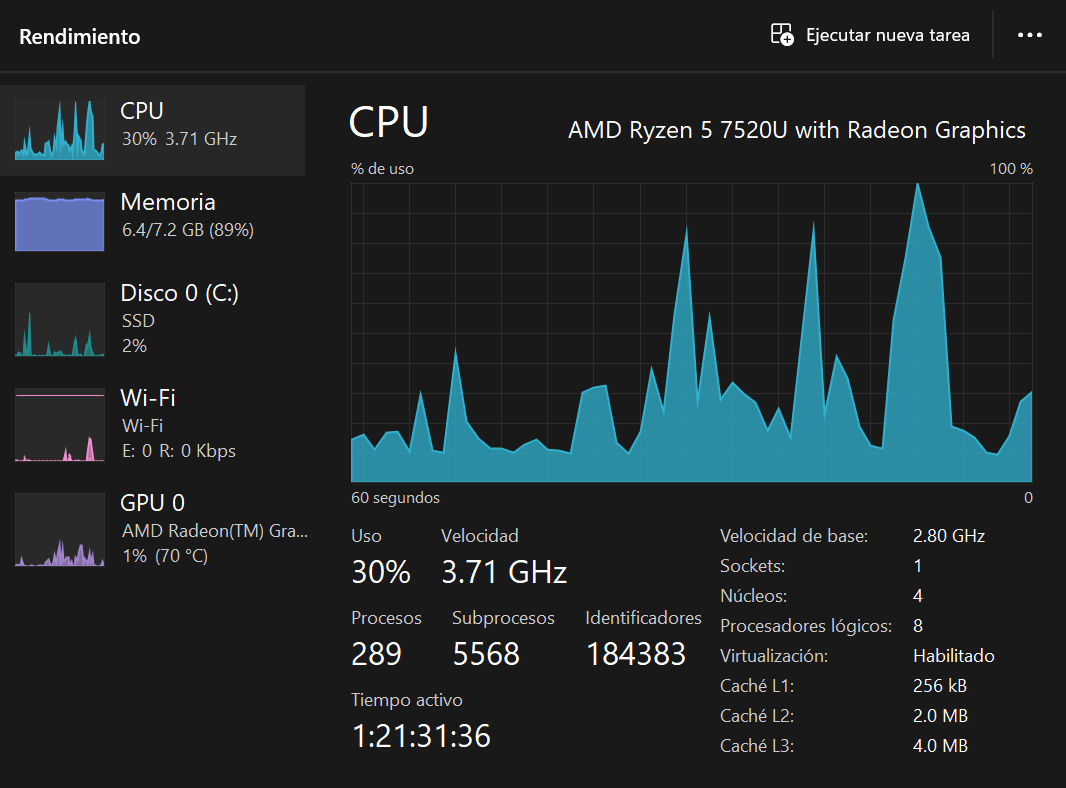 Rendimiento
Ejecutar nueva tarea
CPU
30% 3.71 GHz
Memoria
6.4/7.2 GB (89%)
Disco 0 (C:)
SSD
2%
Wi-Fi
Wi-Fi
E: 0 R: 0 Kbps
GPU 0
AMD Radeon(TM) Gra...
1% (70 °C)
CPU
AMD Ryzen 5 7520U with Radeon Graphics
% de uso
100 %
60 segundos
0
Uso
Velocidad
30%
3.71 GHz
Procesos
Subprocesos
Identificadores
289
5568
184383
Tiempo activo
1:21:31:36
Velocidad de base: 2.80 GHz
Sockets: 1
Núcleos: 4
Procesadores lógicos: 8
Virtualización: Habilitado
Caché L1: 256 kB
Caché L2: 2.0 MB
Caché L3: 4.0 MB